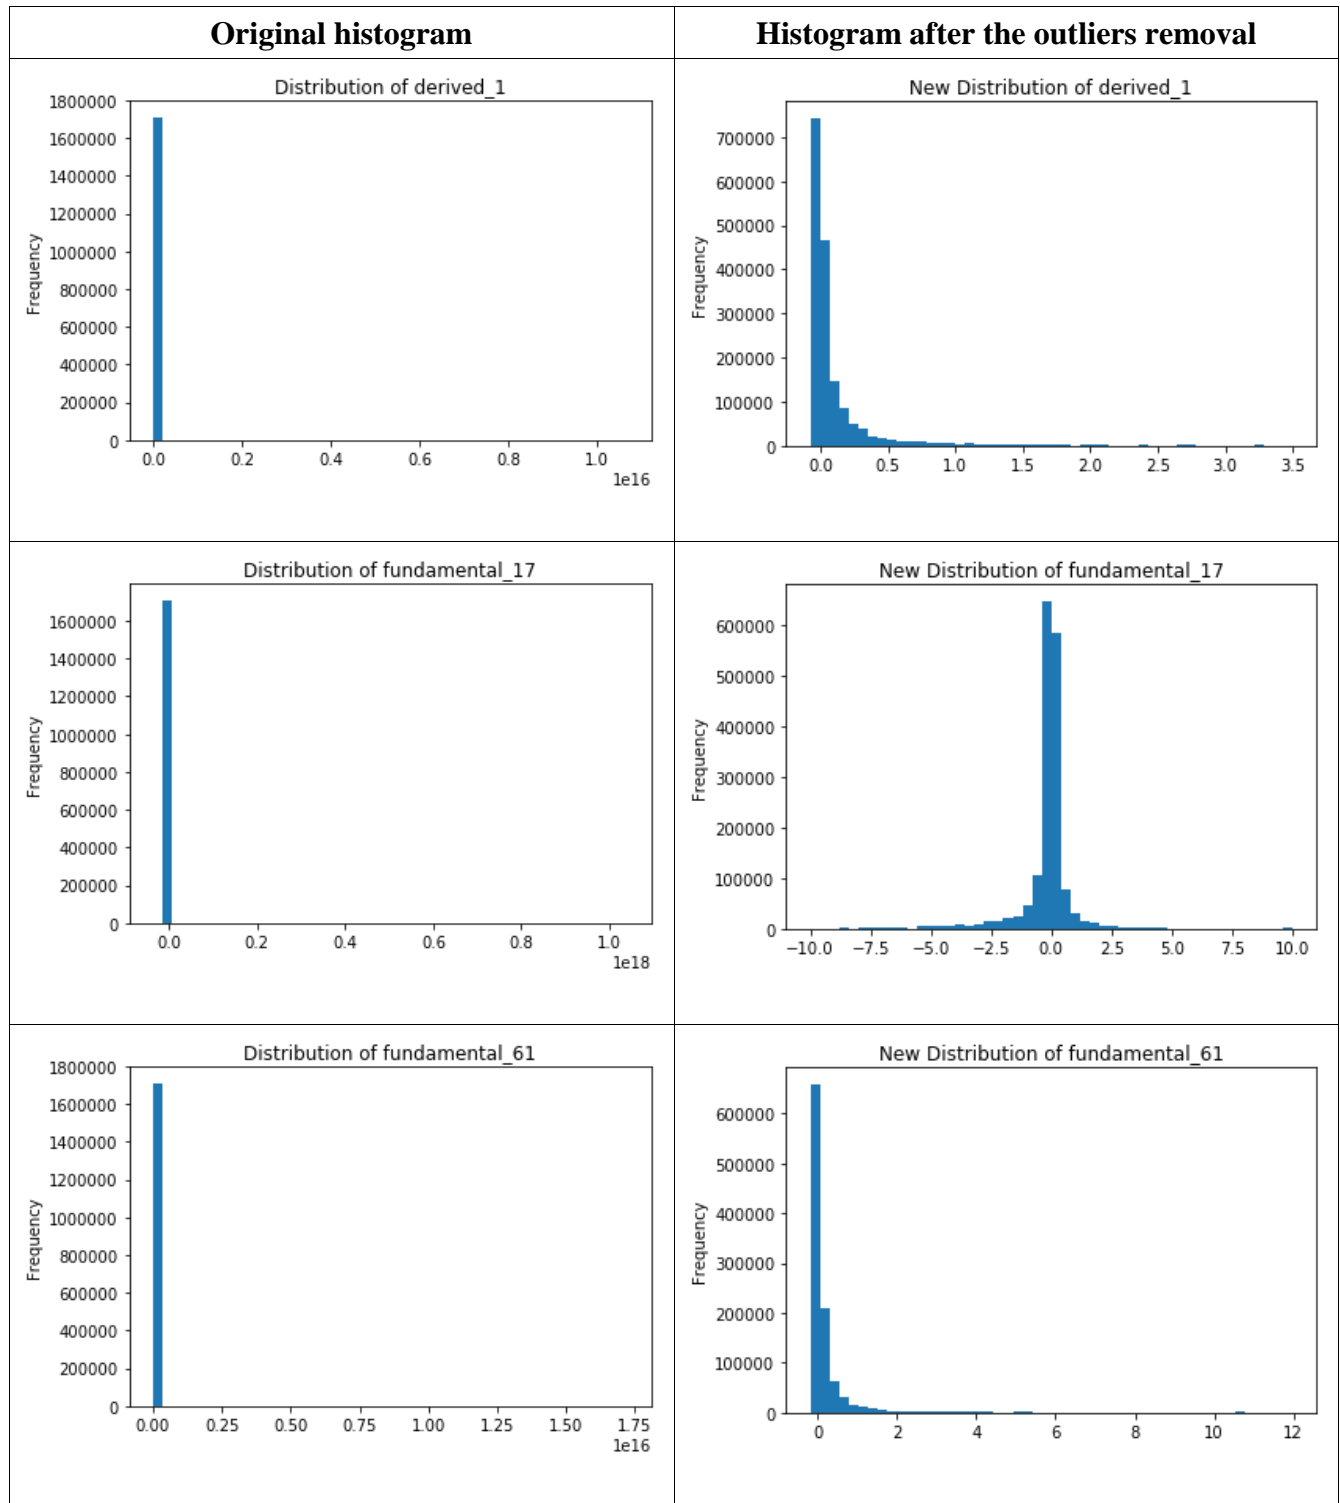 Original histogram
Histogram after the outliers removal
Distribution of derived_1
1800000
1600000
1400000
1200000
1000000
800000
600000
400000
200000
0
Frequency
0.0 0.2 0.4 0.6 0.8 1.0
1e16
New Distribution of derived_1
700000
600000
500000
400000
300000
200000
100000
0
Frequency
0.0 0.5 1.0 1.5 2.0 2.5 3.0 3.5
Distribution of fundamental_17
1600000
1400000
1200000
1000000
800000
600000
400000
200000
0
Frequency
0.0 0.2 0.4 0.6 0.8 1.0
1e18
New Distribution of fundamental_17
600000
500000
400000
300000
200000
100000
0
Frequency
−10.0 −7.5 −5.0 −2.5 0.0 2.5 5.0 7.5 10.0
Distribution of fundamental_61
1800000
1600000
1400000
1200000
1000000
800000
600000
400000
200000
0
Frequency
0.00 0.25 0.50 0.75 1.00 1.25 1.50 1.75
1e16
New Distribution of fundamental_61
600000
500000
400000
300000
200000
100000
0
Frequency
0 2 4 6 8 10 12